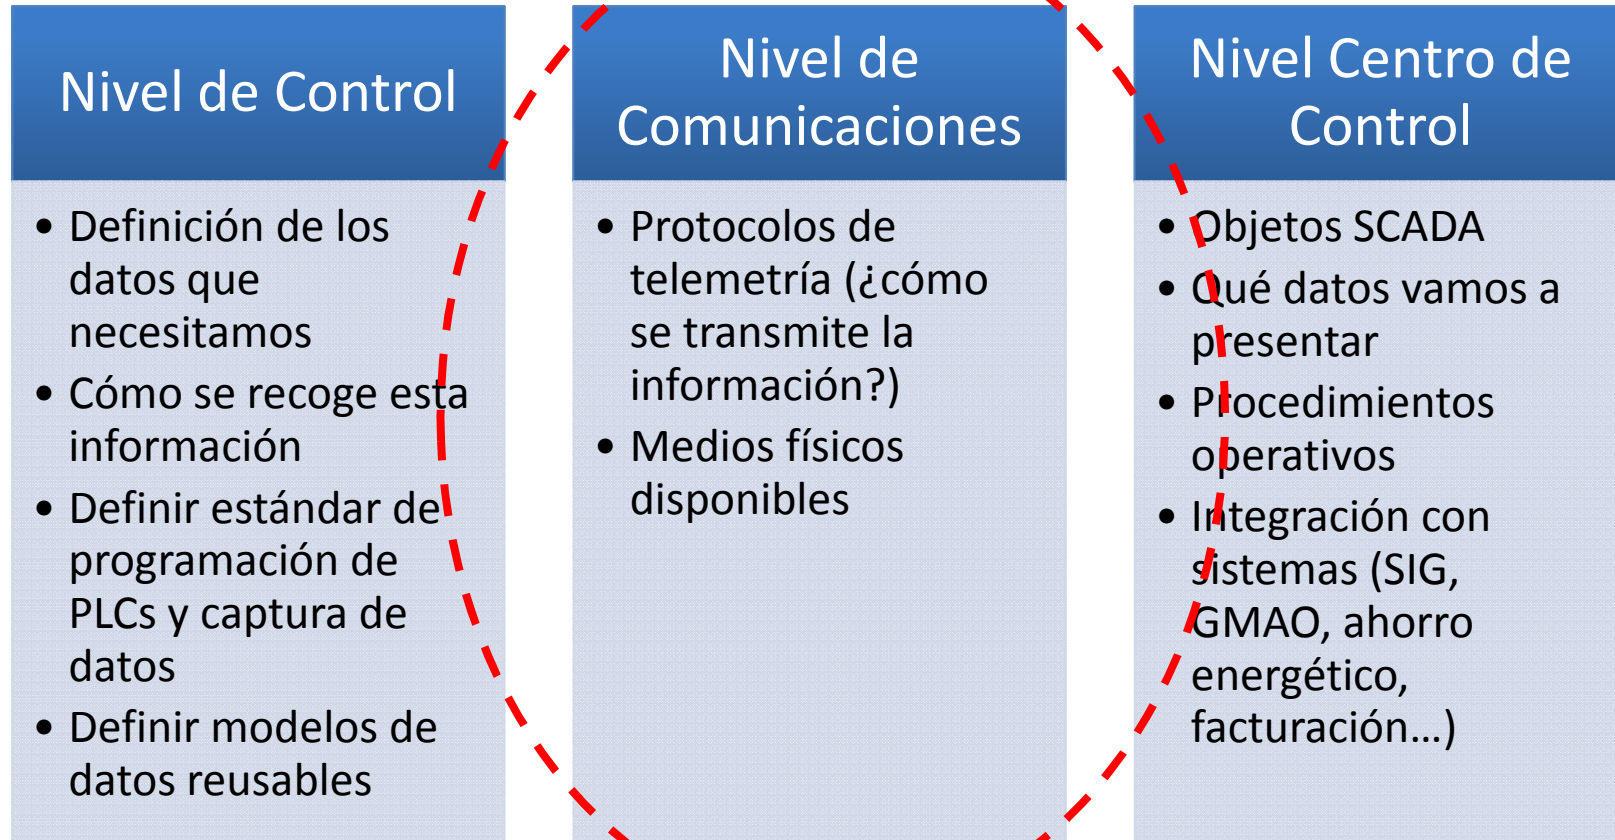 Nivel de Control
• Definición de los
datos que
necesitamos
• Cómo se recoge esta
información
• Definir estándar de
programación de
PLCs y captura de
datos
• Definir modelos de
datos reusables
Nivel de
Comunicaciones
• Protocolos de
telemetría (¿cómo
se transmite la
información?)
• Medios físicos
disponibles
Nivel Centro de
Control
• Objetos SCADA
• Qué datos vamos a
presentar
• Procedimientos
operativos
• Integración con
sistemas (SIG,
GMAO, ahorro
energético,
facturación…)